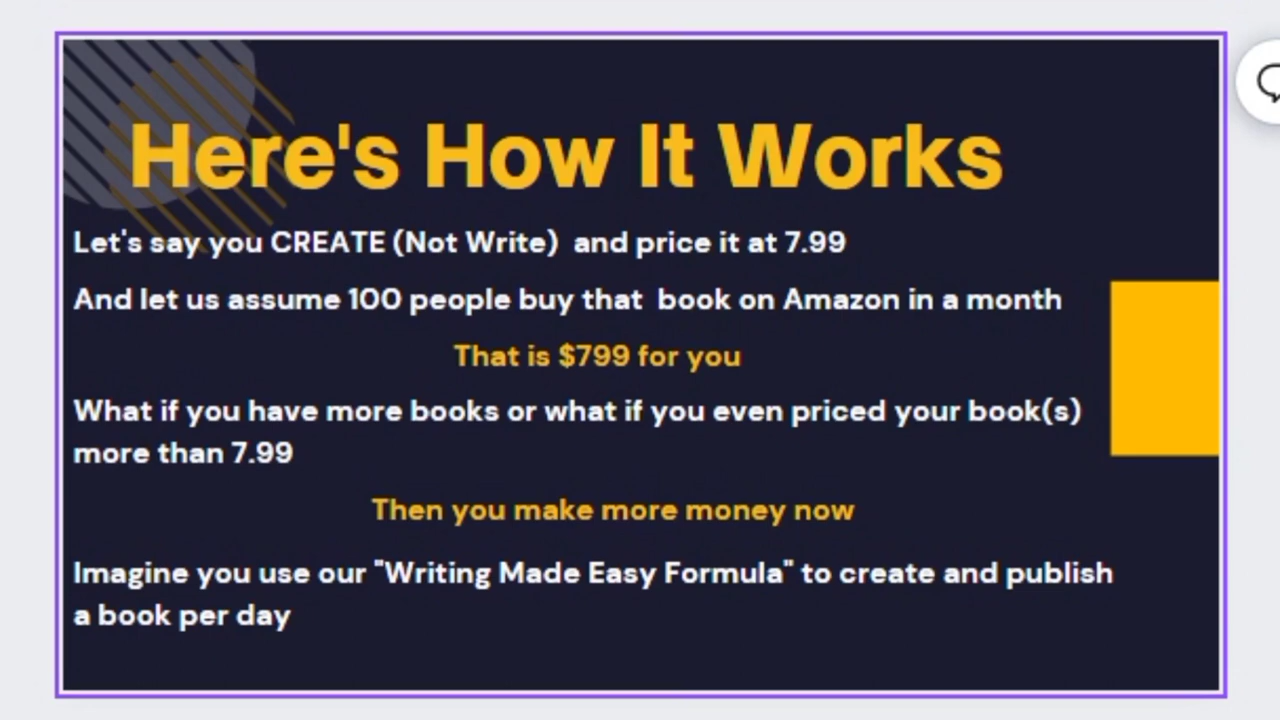 Here's How It Works
Let's say you CREATE (Not Write)  and price it at 7.99
And let us assume 100 people buy that  book on Amazon in a month
That is $799 for you
What if you have more books or what if you even priced your book(s)
more than 7.99
Then you make more money now
Imagine you use our "Writing Made Easy Formula" to create and publish
a book per day